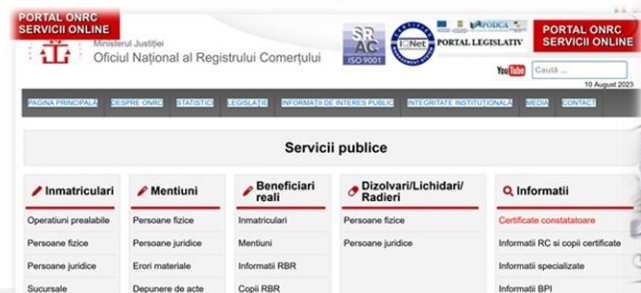 PORTAL ONRC
SERVICII ONLINE
Ministerul Justiției
Oficiul Național al Registrului Comerțului
SR
AC
ISO 9001
IQNet
PODCA
PORTAL LEGISLATIV
PORTAL ONRC
SERVICII ONLINE
YouTube
Caută ...
10 August 2023
PAGINA PRINCIPALĂ DESPRE ONRC STATISTICI LEGISLAȚIE INFORMAȚII DE INTERES PUBLIC INTEGRITATE INSTITUȚIONALĂ MEDIA CONTACT
Servicii publice
Inmatriculari
Operatiuni prealabile
Persoane fizice
Persoane juridice
Sucursale
Mentiuni
Persoane fizice
Persoane juridice
Erori materiale
Depunere de acte
Beneficiari
reali
Inmatriculari
Mentiuni
Informatii RBR
Copii RBR
Dizolvari/Lichidari/
Radieri
Persoane fizice
Persoane juridice
Informatii
Certificate constatatoare
Informatii RC si copii certificate
Informatii specializate
Informatii BPI